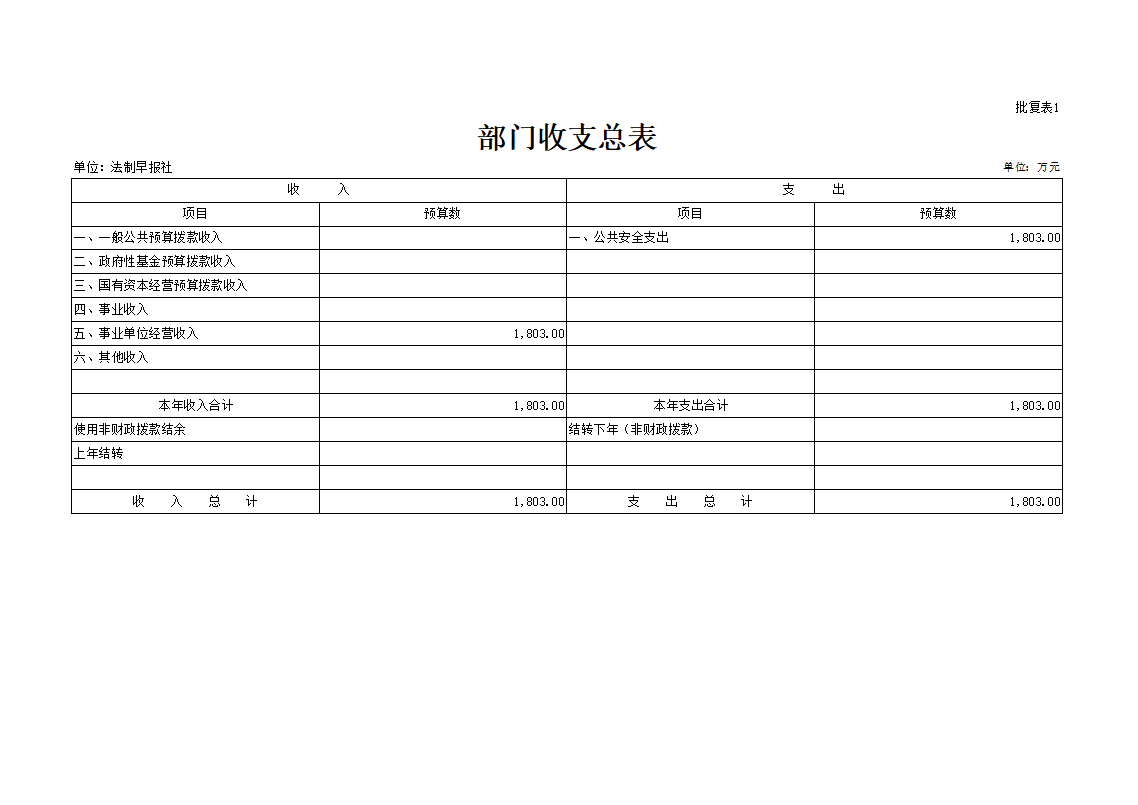 批复表1
部门收支总表
单位：法制早报社 单位：万元
收 入 支 出
项目 预算数 项目 预算数
一、一般公共预算拨款收入 一、公共安全支出 1,803.00
二、政府性基金预算拨款收入
三、国有资本经营预算拨款收入
四、事业收入
五、事业单位经营收入 1,803.00
六、其他收入
本年收入合计 1,803.00 本年支出合计 1,803.00
使用非财政拨款结余 结转下年（非财政拨款）
上年结转
收 入 总 计 1,803.00 支 出 总 计 1,803.00